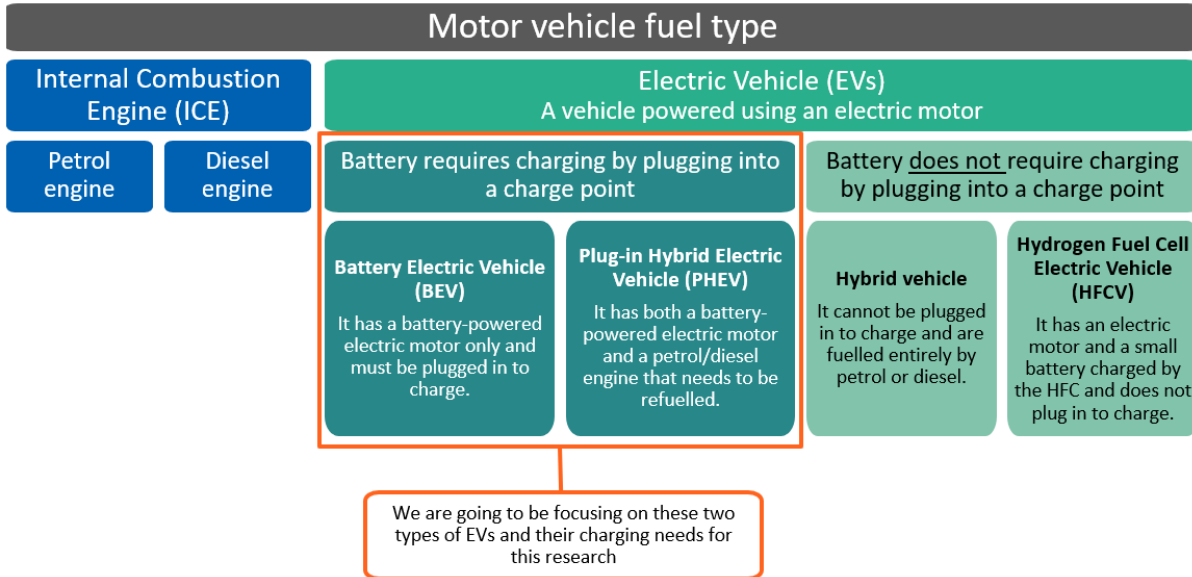 Motor vehicle fuel type
Internal Combustion
Engine (ICE)
Electric Vehicle (EVs)
A vehicle powered using an electric motor
Petrol
engine
Diesel
engine
Battery requires charging by plugging into
a charge point
Battery does not require charging
by plugging into a charge point
Battery Electric Vehicle
(BEV)
It has a battery-powered
electric motor only and
must be plugged in to
charge.
Plug-in Hybrid Electric
Vehicle (PHEV)
It has both a battery-
powered electric motor
and a petrol/diesel
engine that needs to be
refuelled.
Hybrid vehicle
It cannot be plugged
in to charge and are
fuelled entirely by
petrol or diesel.
Hydrogen Fuel Cell
Electric Vehicle
(HFCV)
It has an electric
motor and a small
battery charged by
the HFC and does not
plug in to charge.
We are going to be focusing on these two
types of EVs and their charging needs for
this research